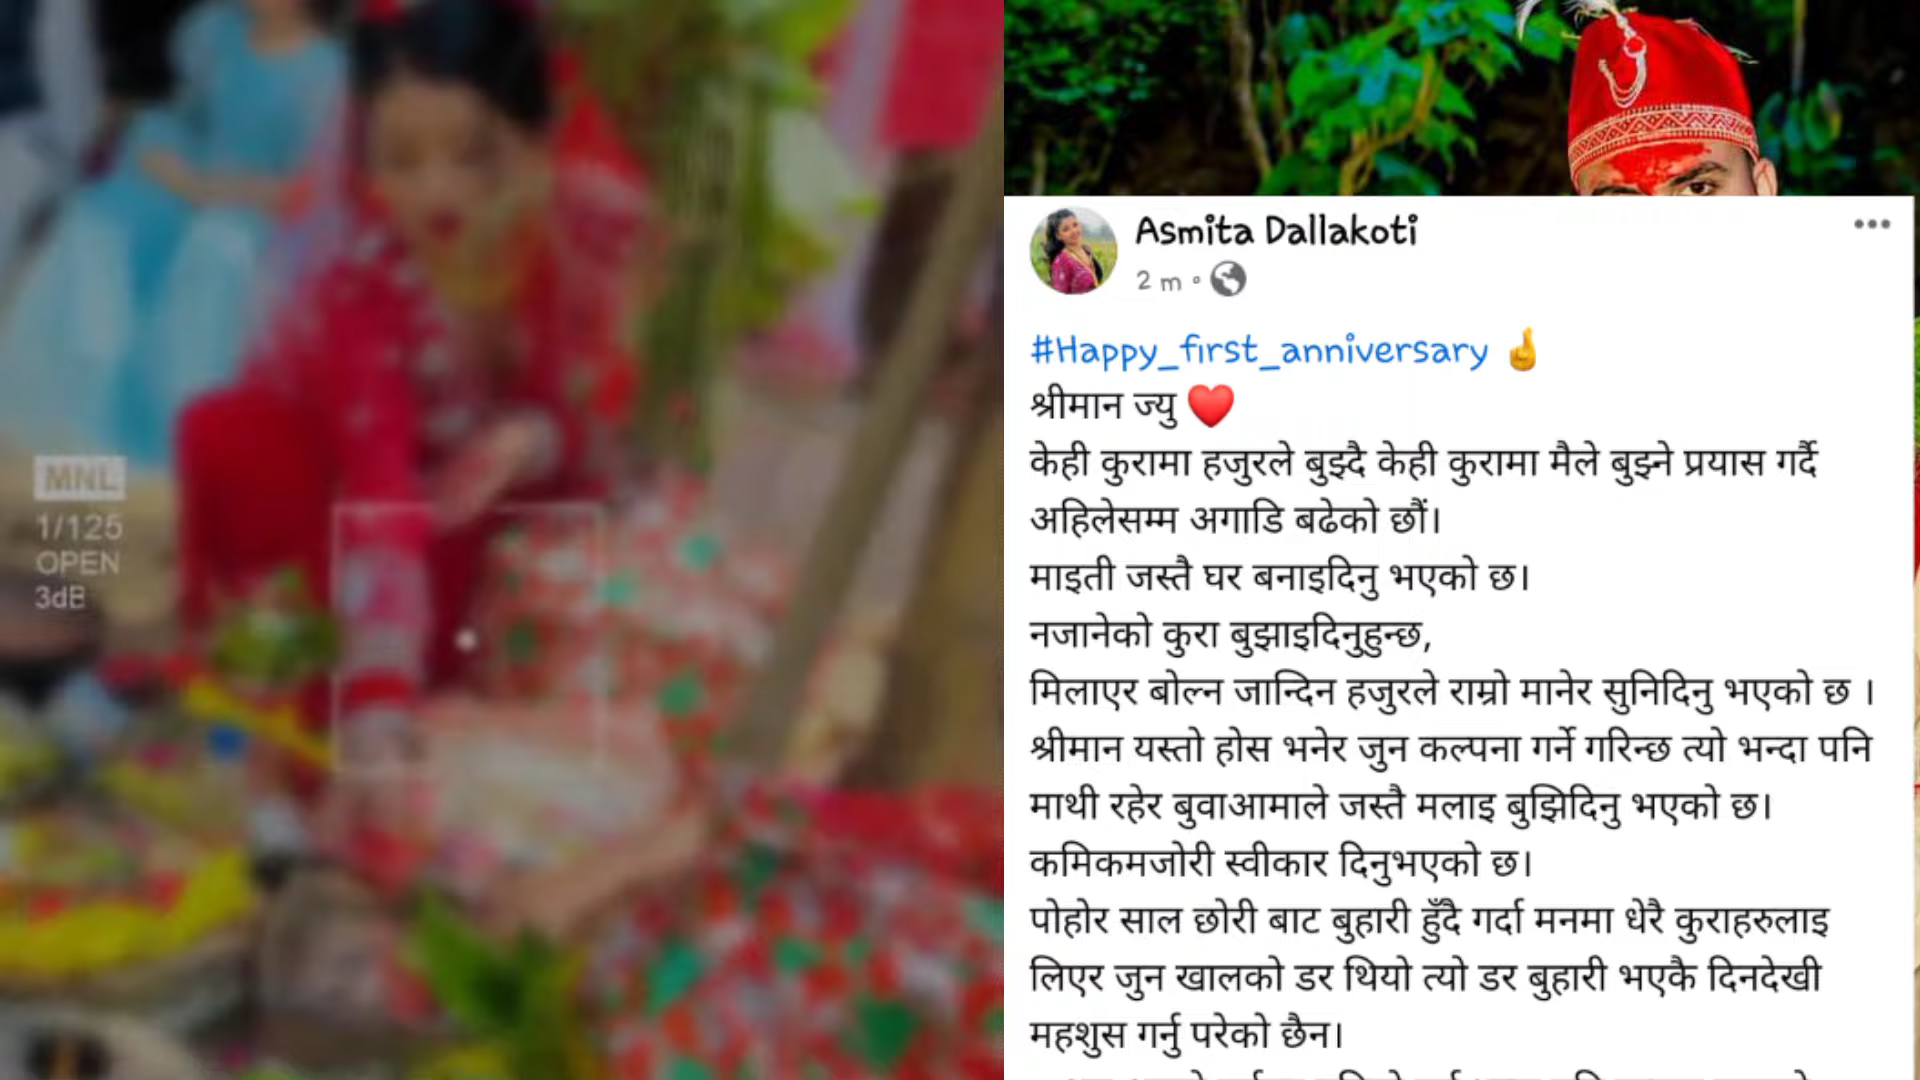 MNL
1/125
OPEN
3dB
Asmita Dallakoti
2 m
#Happy_first_anniversary
श्रीमान ज्यु
केही कुरामा हजुरले बुझ्दै केही कुरामा मैले बुझ्ने प्रयास गर्दै
अहिलेसम्म अगाडि बढेको छौं।
माइती जस्तै घर बनाइदिनु भएको छ।
नजानेको कुरा बुझाइदिनुहुन्छ,
मिलाएर बोल्न जान्दिन हजुरले राम्रो मानेर सुनिदिनु भएको छ ।
श्रीमान यस्तो होस भनेर जुन कल्पना गर्ने गरिन्छ त्यो भन्दा पनि
माथी रहेर बुवाआमाले जस्तै मलाइ बुझिदिनु भएको छ।
कमिकमजोरी स्वीकार दिनुभएको छ।
पोहोर साल छोरी बाट बुहारी हुँदै गर्दा मनमा धेरै कुराहरुलाइ
लिएर जुन खालको डर थियो त्यो डर बुहारी भएकै दिनदेखी
महशुस गर्नु परेको छैन।